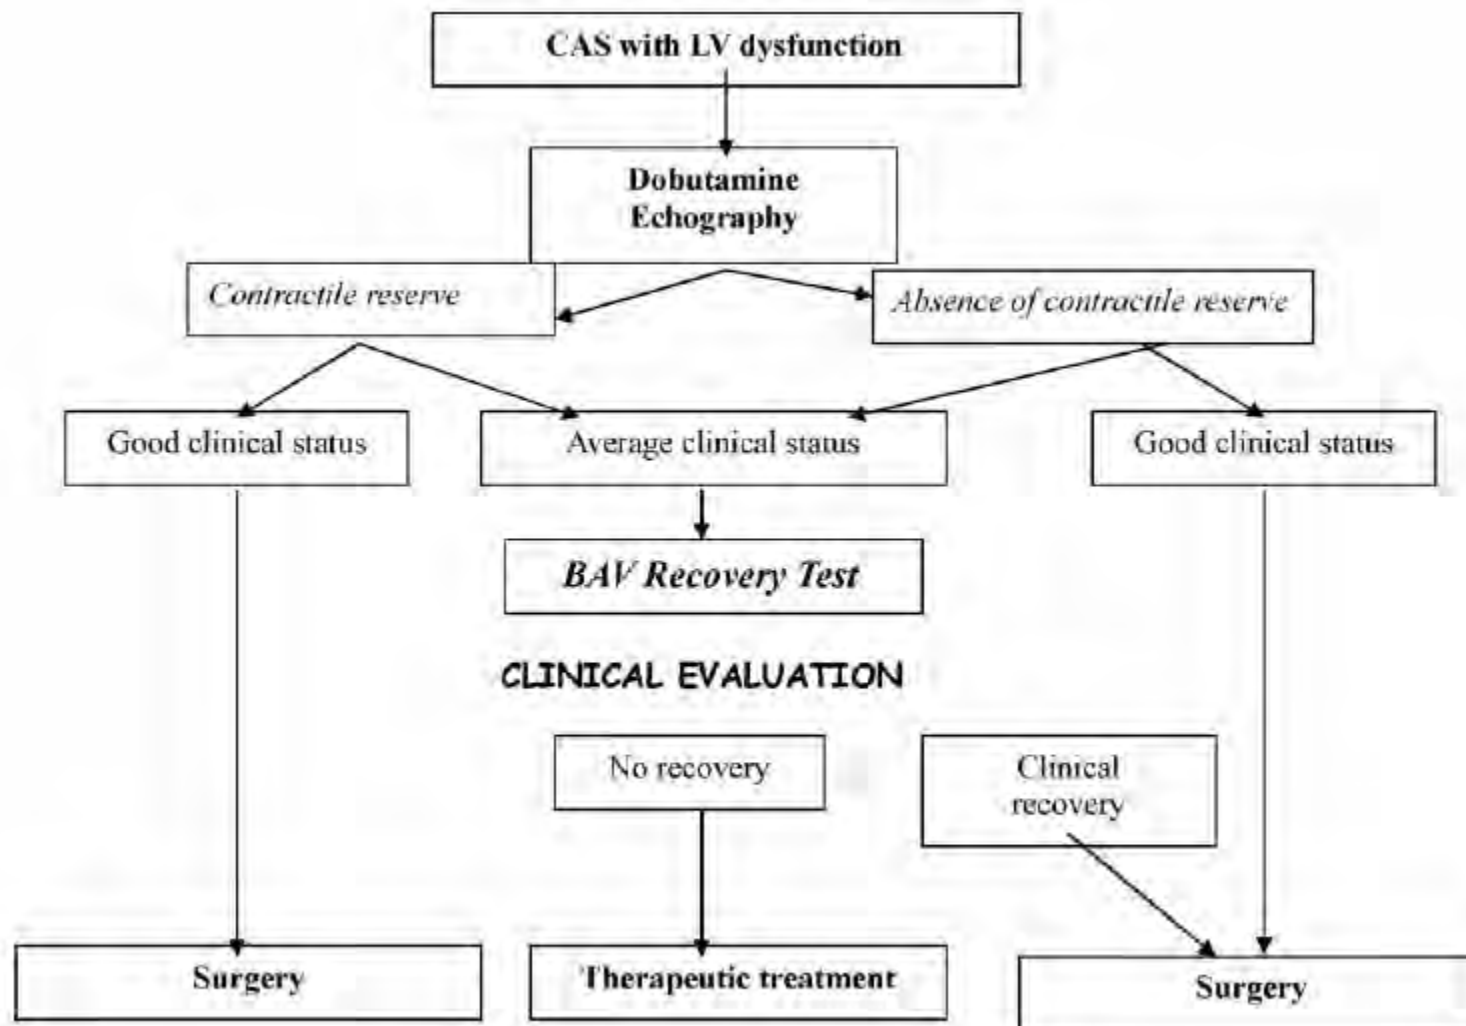 CAS with LV dysfunction
Dobutamine
Echography
Contractile reserve
Absence of contractile reserve
Good clinical status
Average clinical status
Good clinical status
BAV Recovery Test
CLINICAL EVALUATION
No recovery
Clinical
recovery
Surgery
Therapeutic treatment
Surgery